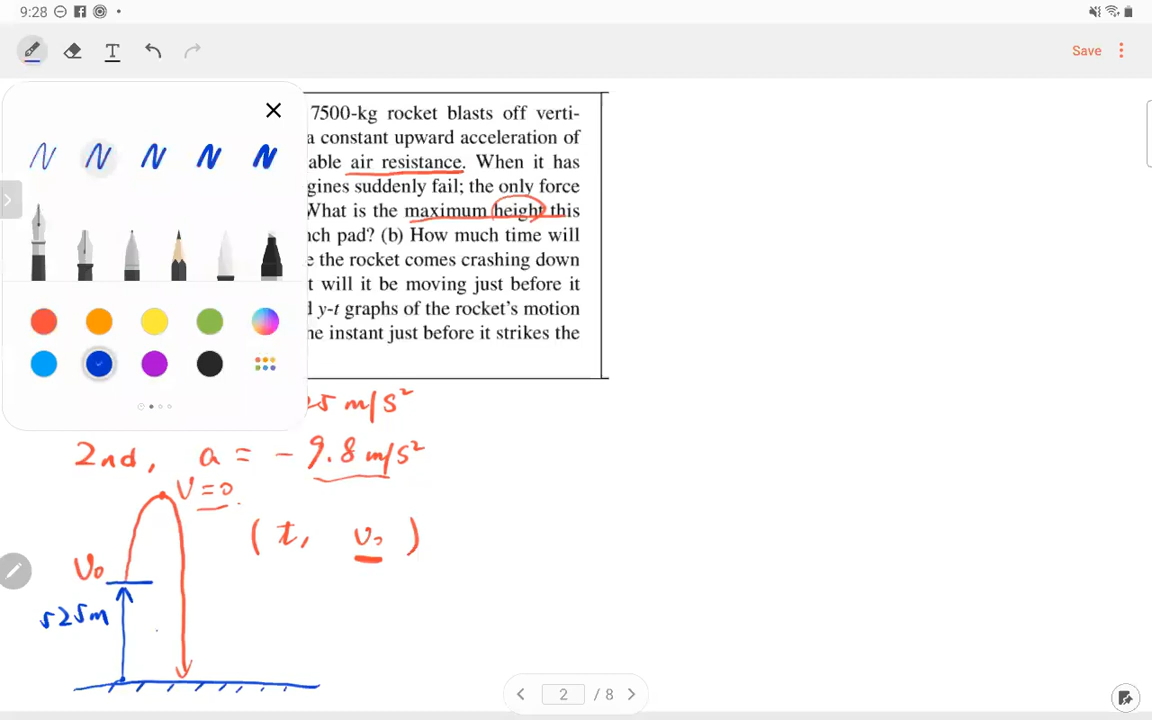 9:28
Save
7500-kg rocket blasts off verti-
a constant upward acceleration of
able air resistance. When it has
gines suddenly fail; the only force
What is the maximum height this
nch pad? (b) How much time will
e the rocket comes crashing down
t will it be moving just before it
d y-t graphs of the rocket's motion
ne instant just before it strikes the
25 m/s²
2nd, a = - 9.8 m/s²
V=0
(t, v₀)
V₀
525m
2 / 8